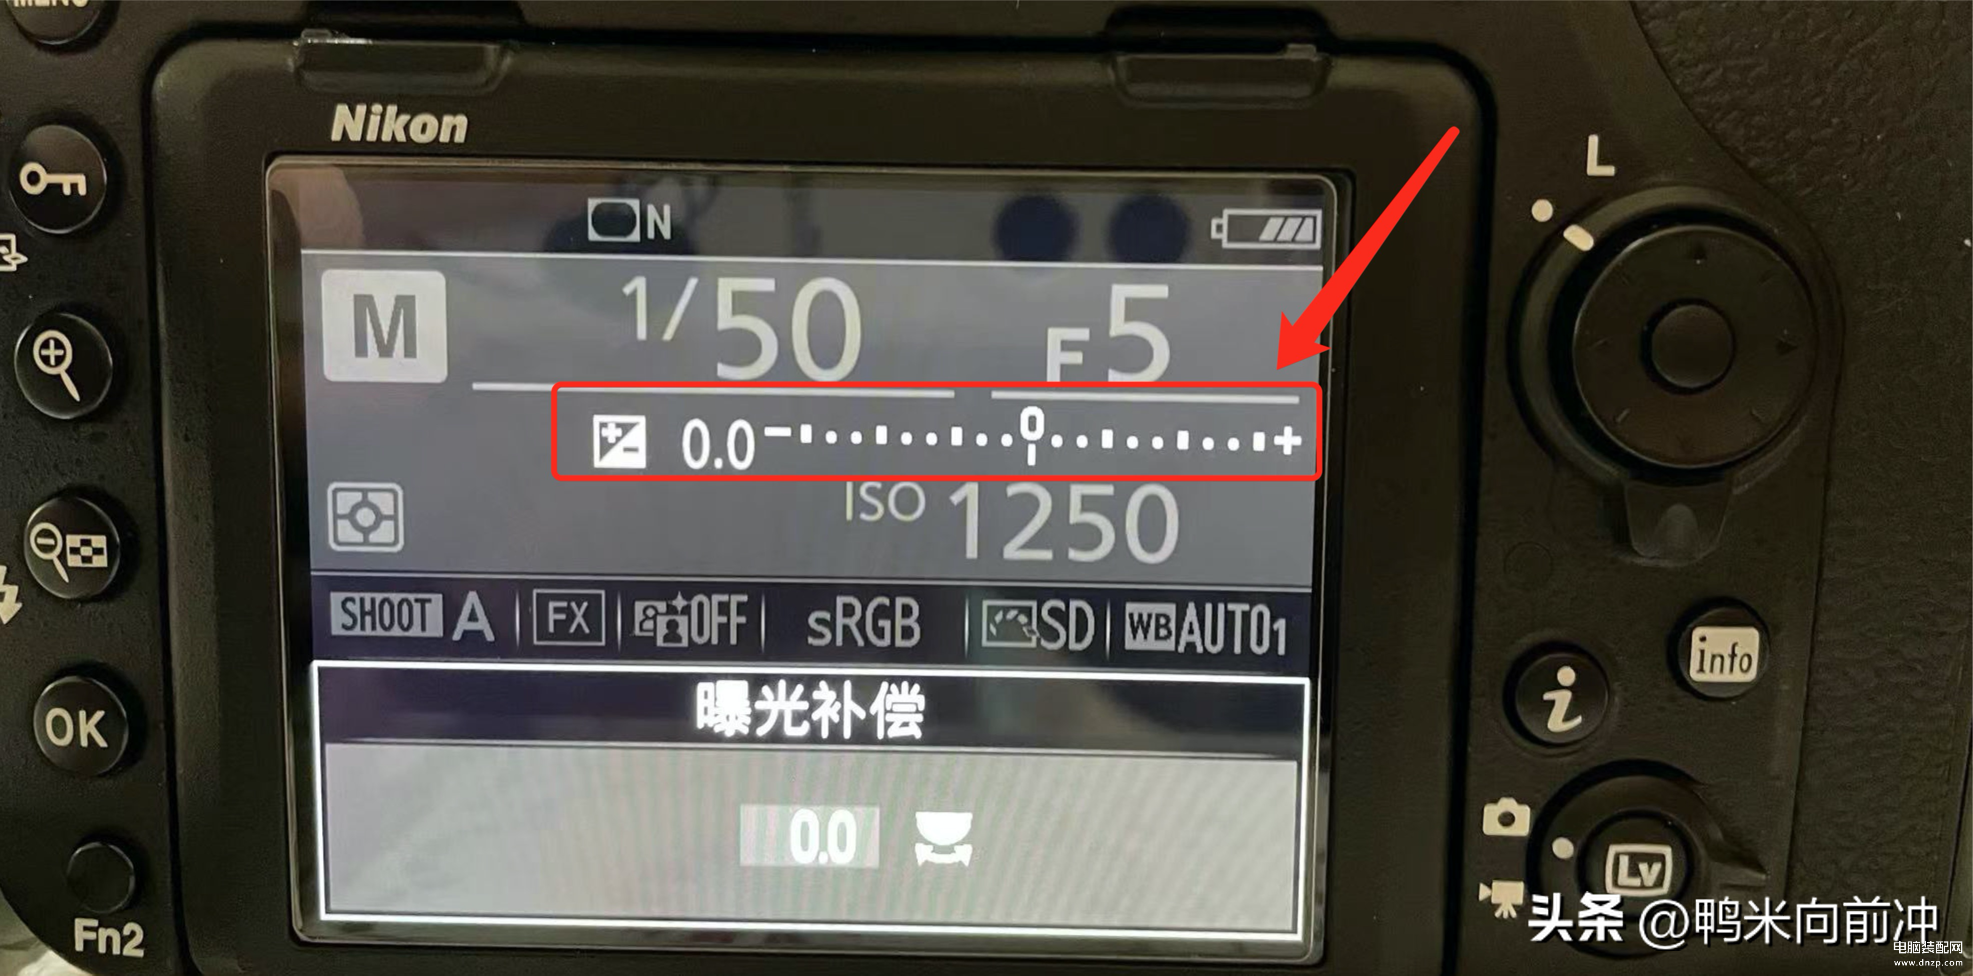 MENU
Nikon
L
N
M
1/50
F5
0.0
-
0
+
ISO 1250
SHOOT A
FX
OFF
sRGB
SD
WB AUTO1
info
i
曝光补偿
OK
0.0
Lv
Fn2
头条 @鸭米向前冲
电脑装配网
www.dnzp.com